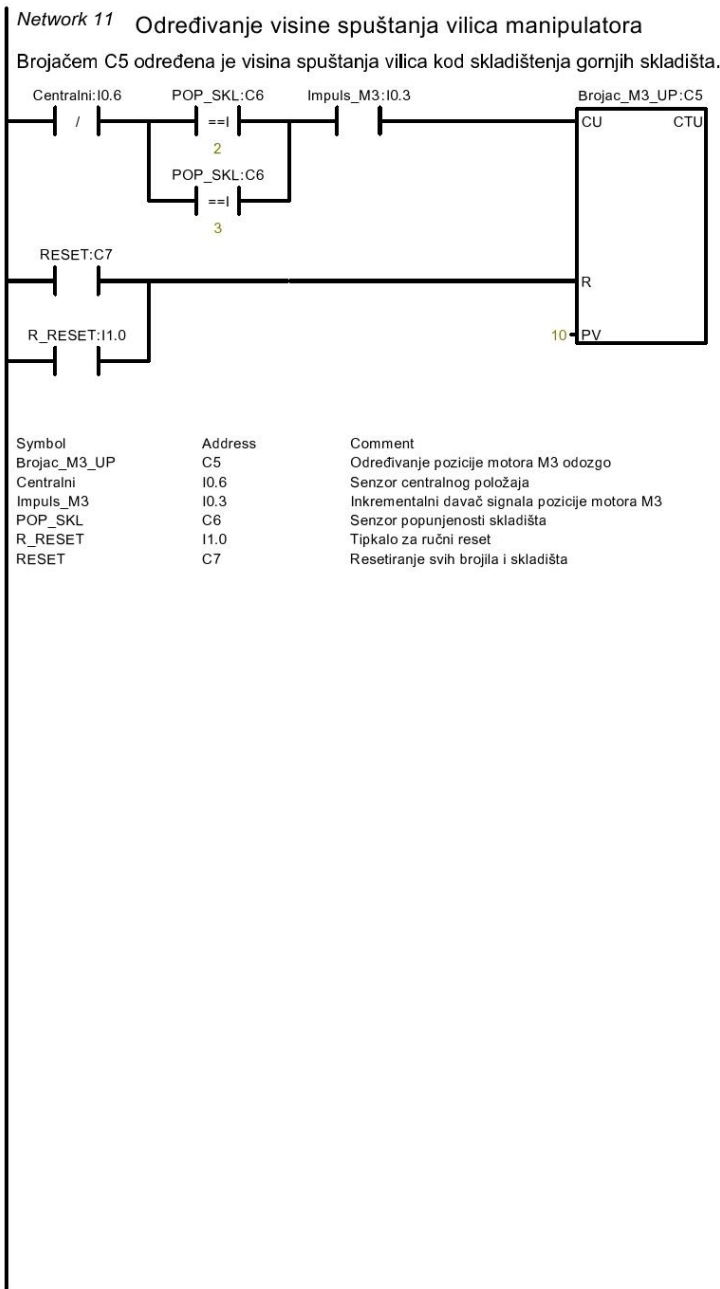 Network 11 Određivanje visine spuštanja vilica manipulatora
Brojačem C5 određena je visina spuštanja vilica kod skladištenja gornjih skladišta.
Centralni:I0.6 POP_SKL:C6 Impuls_M3:I0.3 Brojac_M3_UP:C5
/ ==I CU CTU
2
POP_SKL:C6
==I
3
RESET:C7
R
R_RESET:I1.0
10 PV
Symbol Address Comment
Brojac_M3_UP C5 Određivanje pozicije motora M3 odozgo
Centralni I0.6 Senzor centralnog položaja
Impuls_M3 I0.3 Inkrementalni davač signala pozicije motora M3
POP_SKL C6 Senzor popunjenosti skladišta
R_RESET I1.0 Tipkalo za ručni reset
RESET C7 Resetiranje svih brojila i skladišta